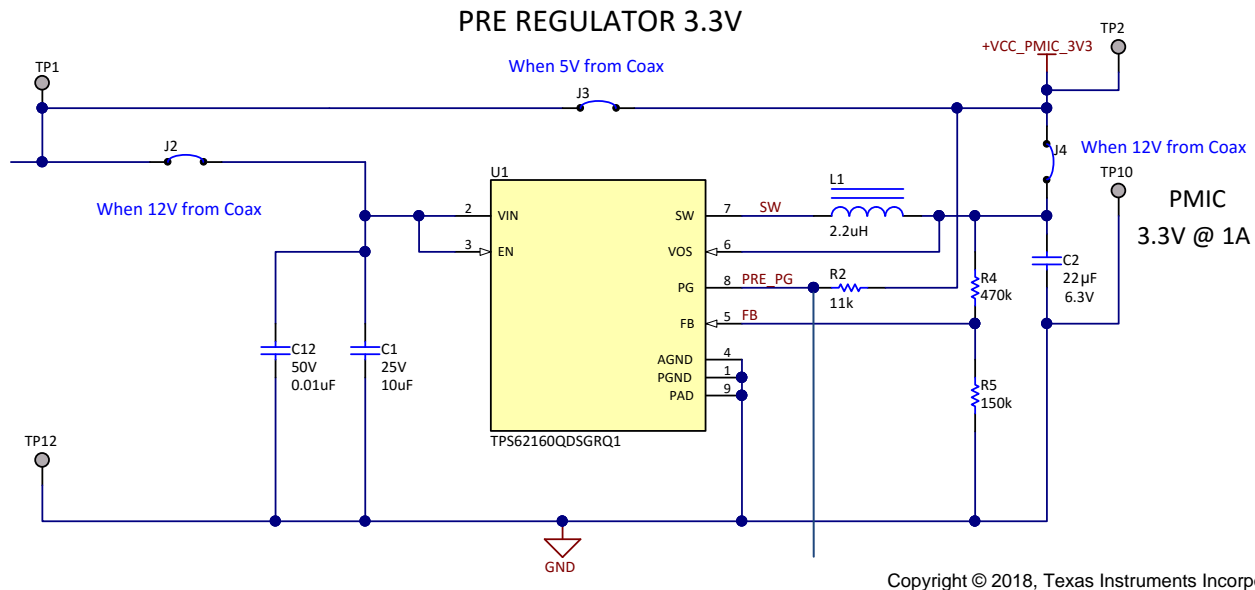 PRE REGULATOR 3.3V
TP2
+VCC_PMIC_3V3
TP1
When 5V from Coax
J3
J2
When 12V from Coax
J4
When 12V from Coax
TP10
PMIC
3.3V @ 1A
U1
2
VIN
3
EN
SW
7
SW
L1
2.2uH
VOS
6
PG
8
PRE_PG
R2
11k
FB
5
FB
AGND
4
PGND
1
PAD
9
TPS62160QDSGRQ1
R4
470k
C2
22µF
6.3V
R5
150k
C12
50V
0.01uF
C1
25V
10uF
TP12
GND
Copyright © 2018, Texas Instruments Incorpo